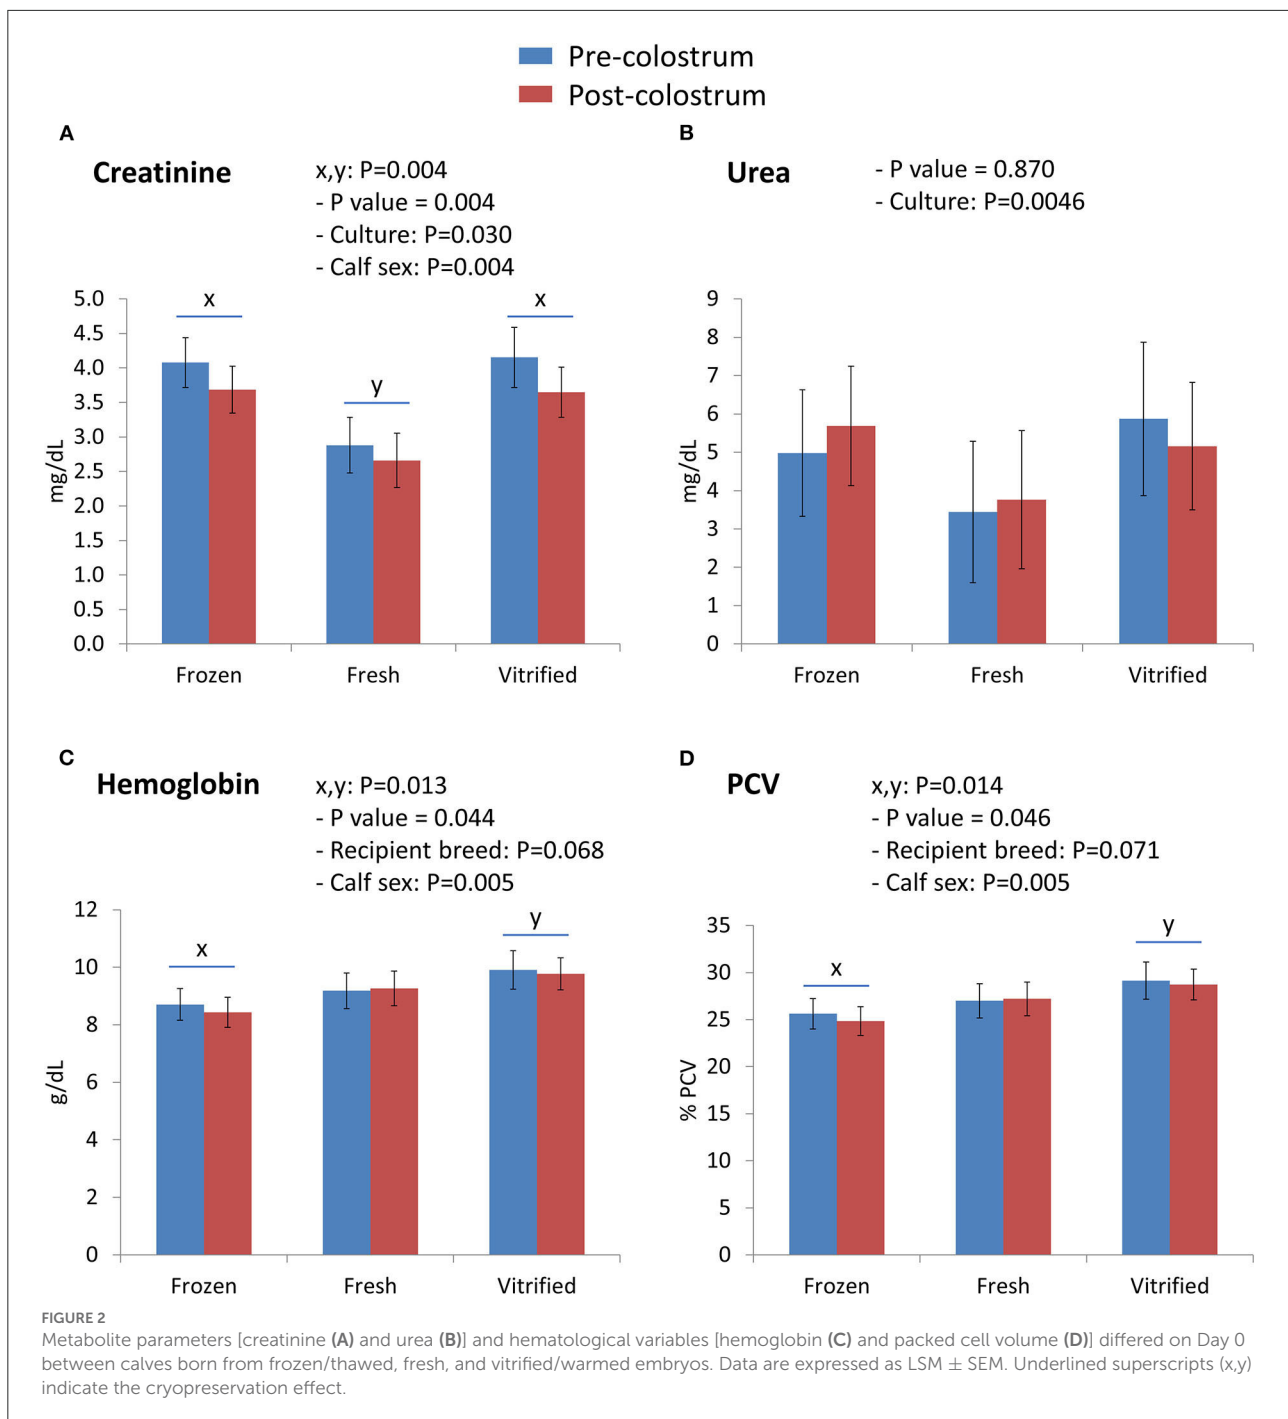 Pre-colostrum
Post-colostrum
A
Creatinine
x,y: P=0.004
- P value = 0.004
- Culture: P=0.030
- Calf sex: P=0.004
mg/dL
5.0
4.5
4.0
3.5
3.0
2.5
2.0
1.5
1.0
0.5
0.0
x
y
x
Frozen
Fresh
Vitrified
B
Urea
- P value = 0.870
- Culture: P=0.0046
mg/dL
9
8
7
6
5
4
3
2
1
0
Frozen
Fresh
Vitrified
C
Hemoglobin
x,y: P=0.013
- P value = 0.044
- Recipient breed: P=0.068
- Calf sex: P=0.005
g/dL
12
10
8
6
4
2
0
x
y
Frozen
Fresh
Vitrified
D
PCV
x,y: P=0.014
- P value = 0.046
- Recipient breed: P=0.071
- Calf sex: P=0.005
% PCV
35
30
25
20
15
10
5
0
x
y
Frozen
Fresh
Vitrified
FIGURE 2
Metabolite parameters [creatinine (A) and urea (B)] and hematological variables [hemoglobin (C) and packed cell volume (D)] differed on Day 0
between calves born from frozen/thawed, fresh, and vitrified/warmed embryos. Data are expressed as LSM ± SEM. Underlined superscripts (x,y)
indicate the cryopreservation effect.